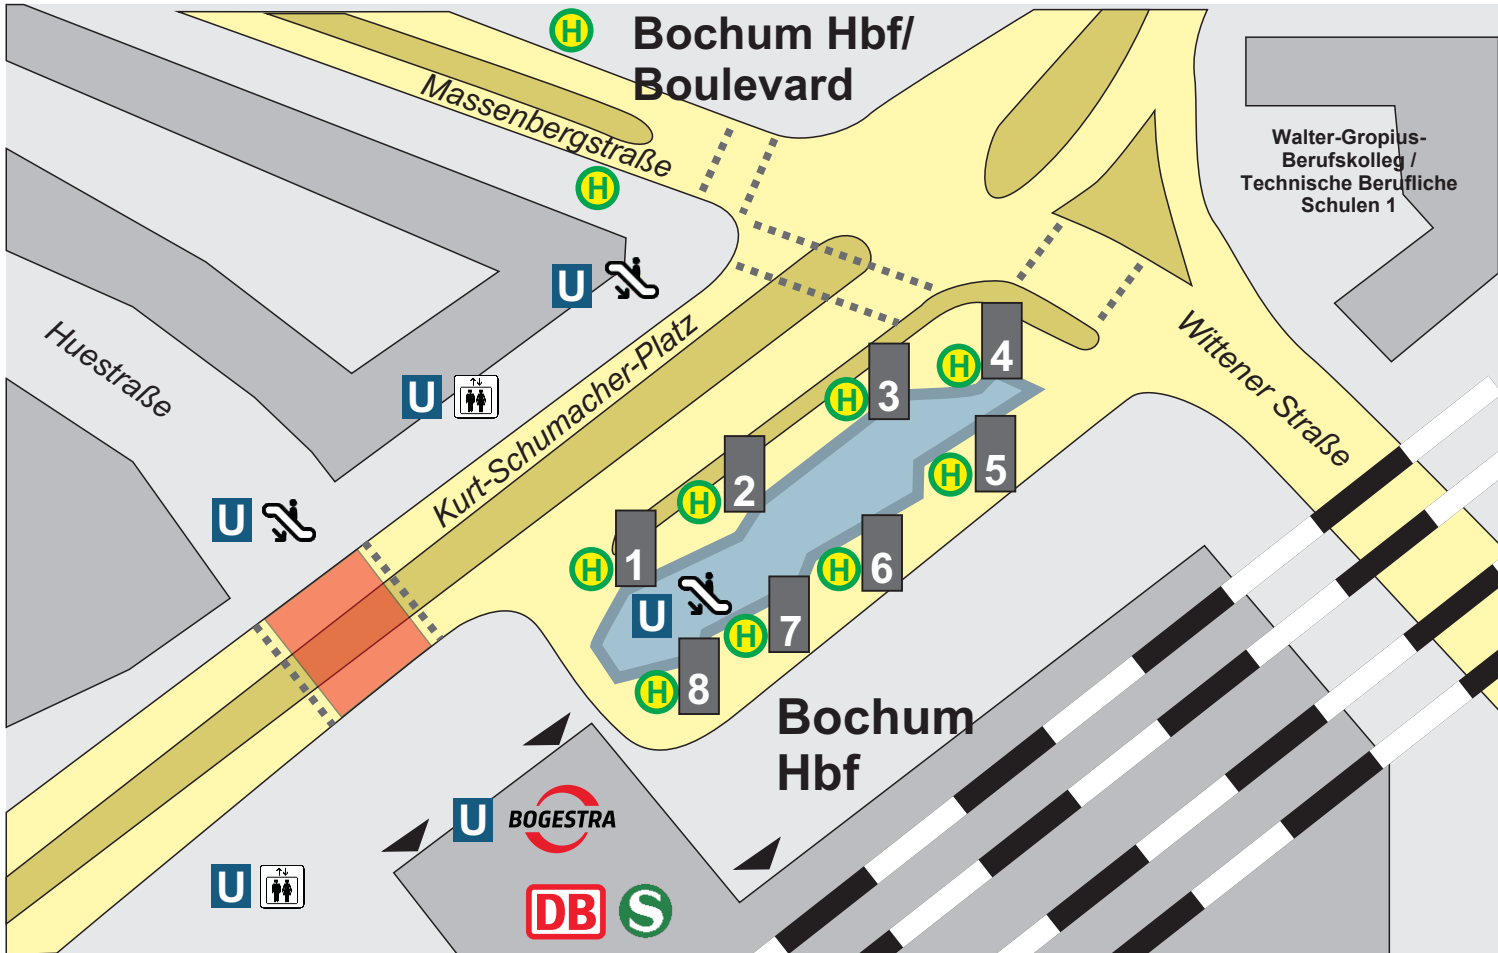 H
Bochum Hbf/
Boulevard
Massenbergstraße
H
Walter-Gropius-
Berufskolleg /
Technische Berufliche
Schulen 1
U
Huestraße
U
Kurt-Schumacher-Platz
Wittener Straße
H
4
H
3
H
2
H
5
U
H
1
H
6
U
H
7
H
8
Bochum
Hbf
U
BOGESTRA
U
DB
S